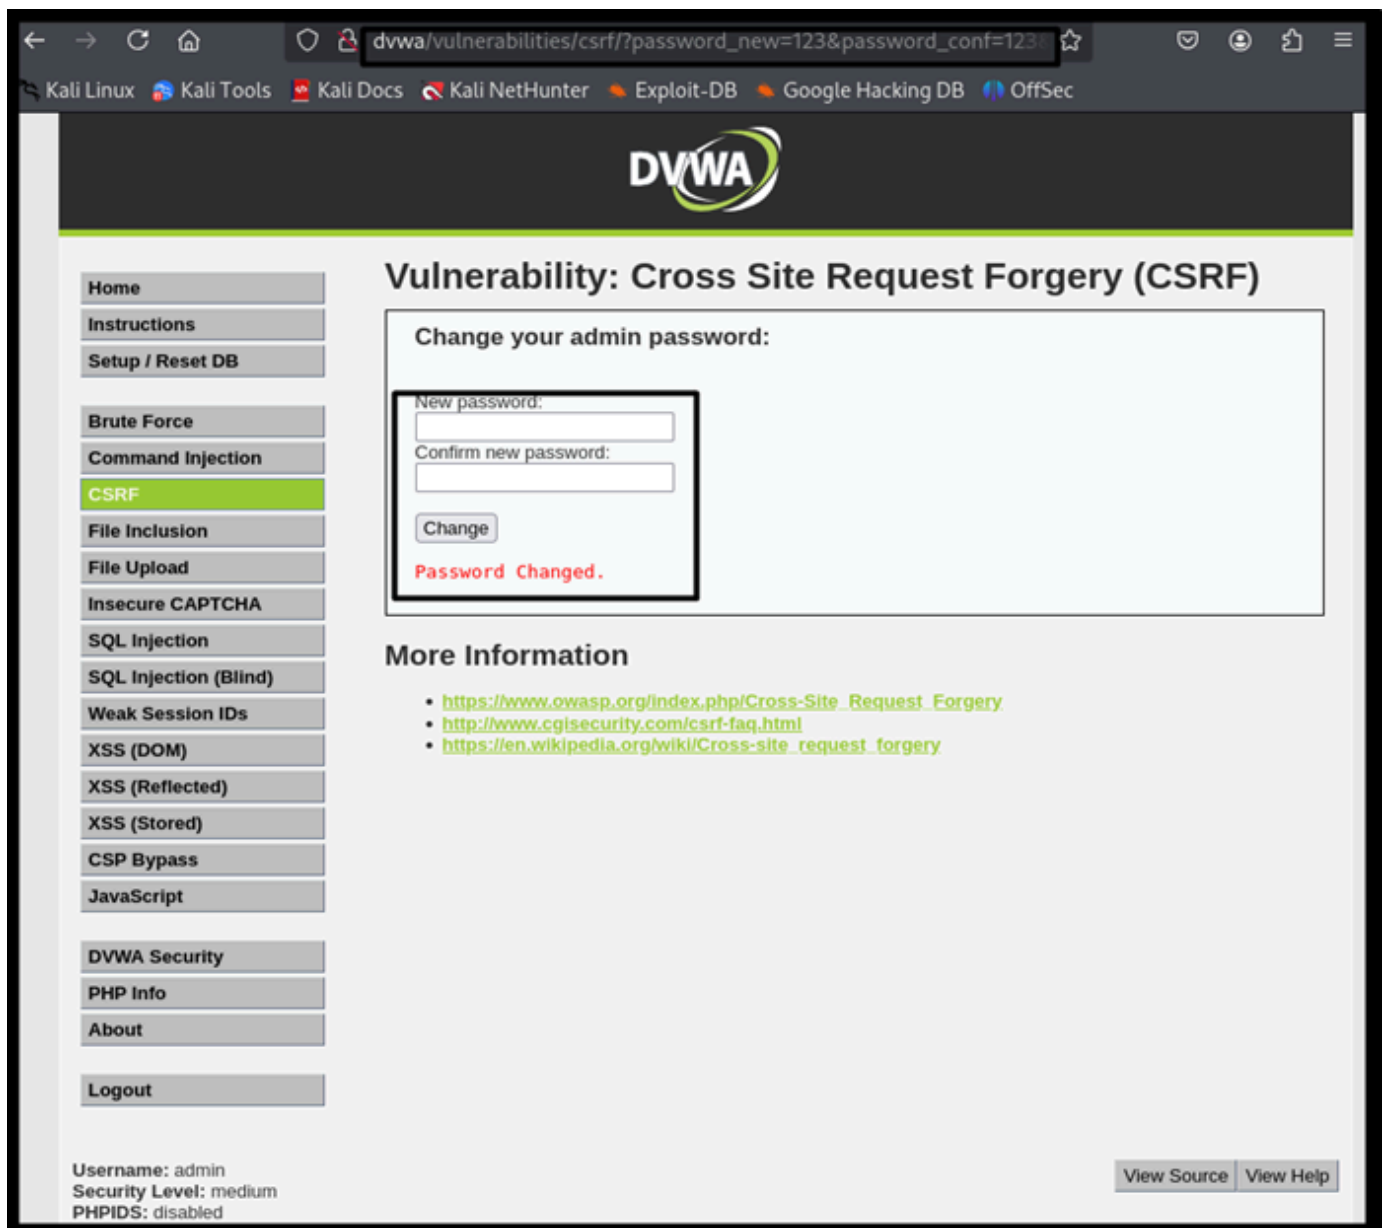 dvwa/vulnerabilities/csrf/?password_new=123&password_conf=123
Kali Linux Kali Tools Kali Docs Kali NetHunter Exploit-DB Google Hacking DB OffSec
DVWA
Home
Instructions
Setup / Reset DB
Brute Force
Command Injection
CSRF
File Inclusion
File Upload
Insecure CAPTCHA
SQL Injection
SQL Injection (Blind)
Weak Session IDs
XSS (DOM)
XSS (Reflected)
XSS (Stored)
CSP Bypass
JavaScript
DVWA Security
PHP Info
About
Logout
Vulnerability: Cross Site Request Forgery (CSRF)
Change your admin password:
New password:
Confirm new password:
Change
Password Changed.
More Information
• https://www.owasp.org/index.php/Cross-Site_Request_Forgery
• http://www.cgisecurity.com/csrf-faq.html
• https://en.wikipedia.org/wiki/Cross-site_request_forgery
Username: admin
Security Level: medium
PHPIDS: disabled
View Source View Help